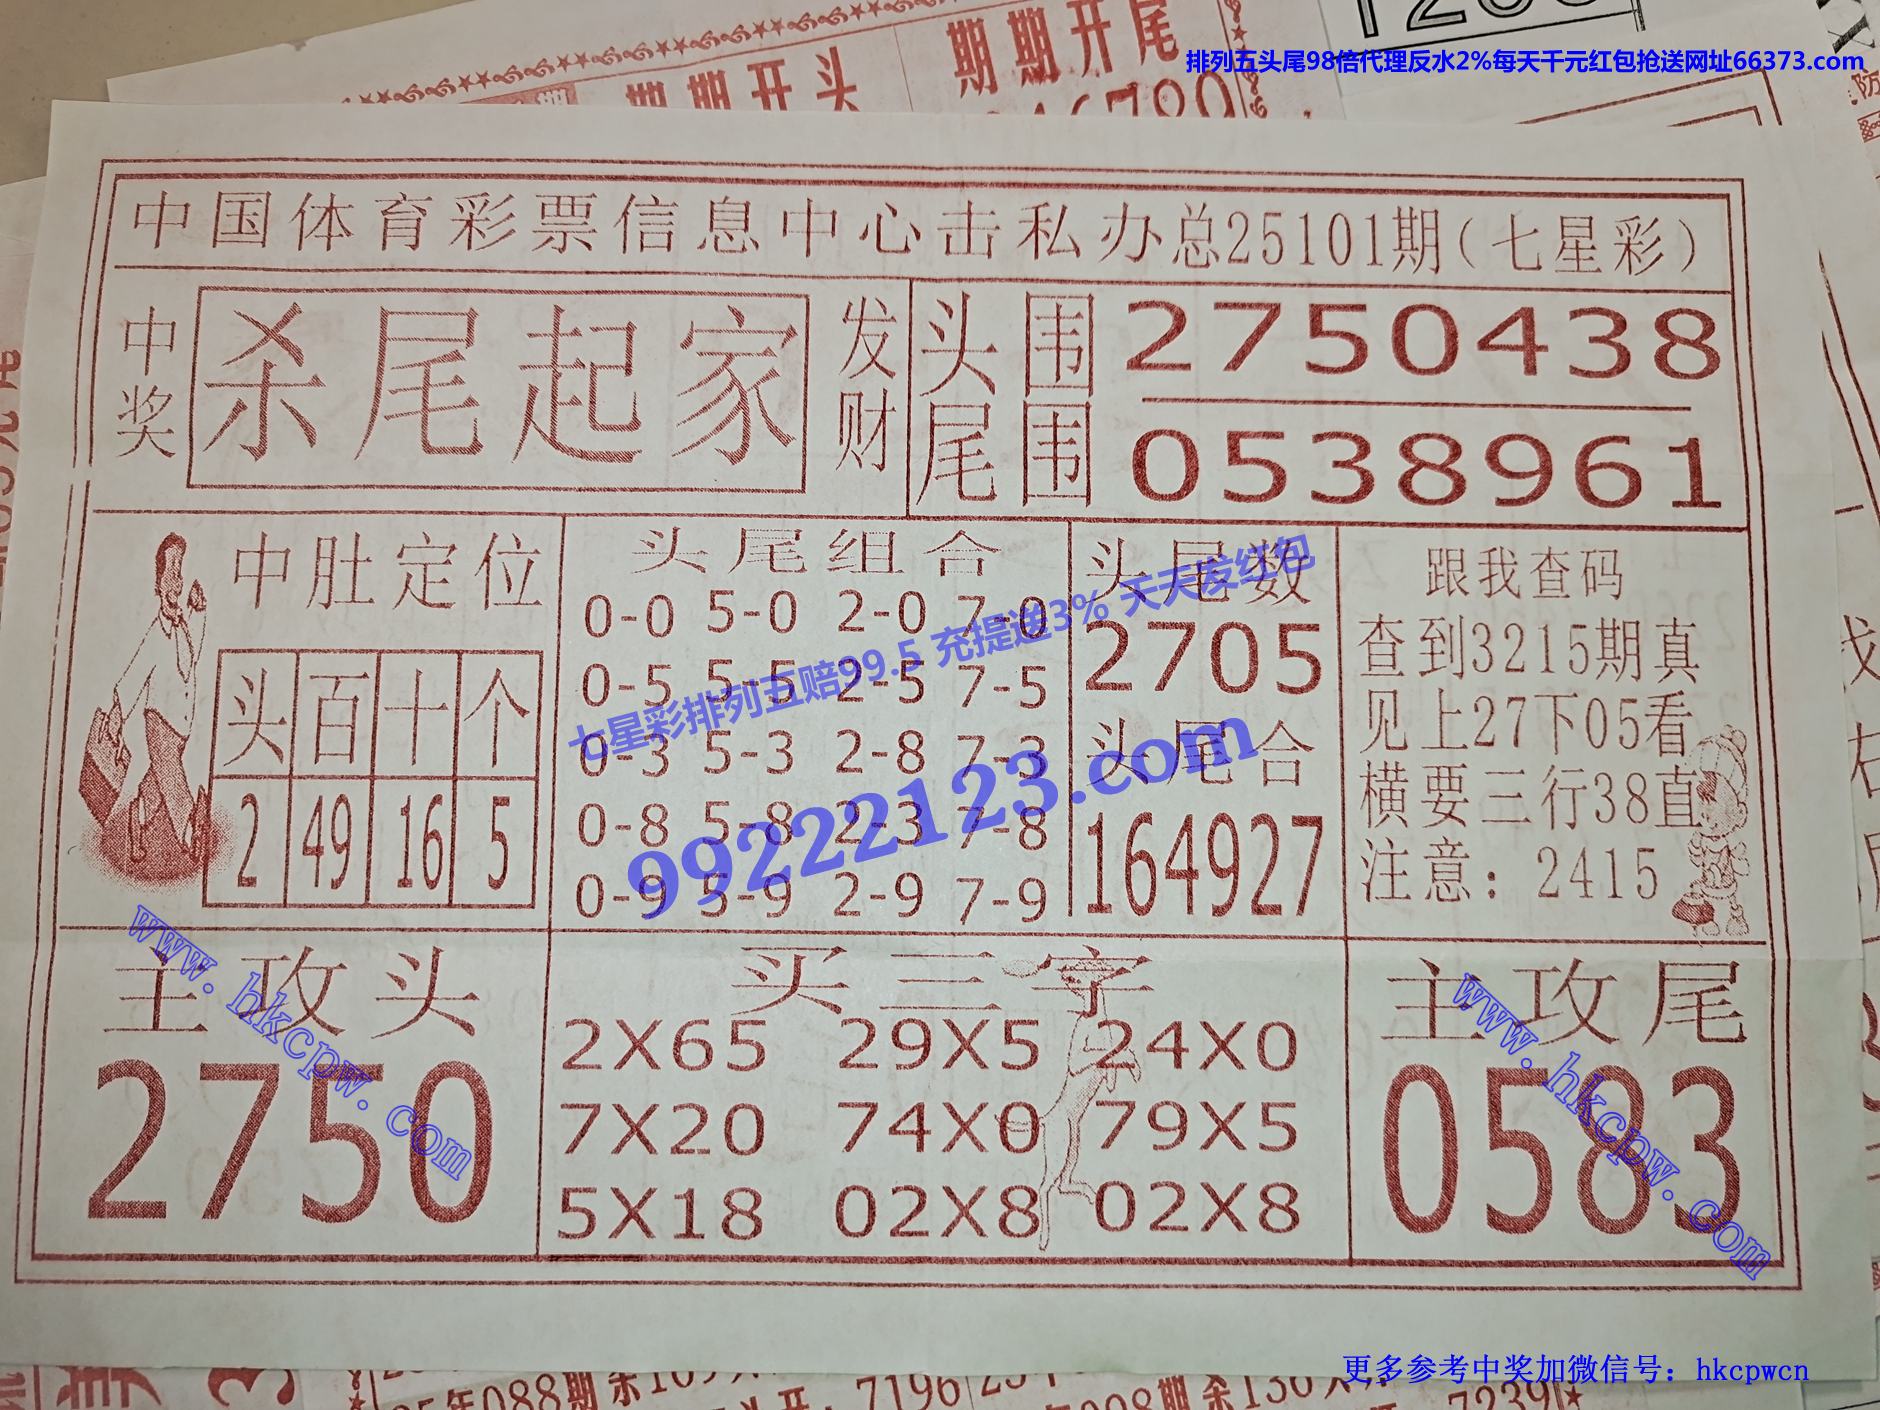 期期开头
期期开尾
排列五头尾98倍代理反水2%每天千元红包抢送网址66373.com
中国体育彩票信息中心击私办总25101期(七星彩)
中奖
杀尾起家
发财
头围 2750438
尾围 0538961
中肚定位
头 百 十 个
2 49 16 5
头尾组合
0-0 5-0 2-0 7-0
0-5 5-5 2-5 7-5
0-3 5-3 2-8 7-3
0-8 5-8 2-3 7-8
0-9 5-9 2-9 7-9
头尾数
2705
头尾合
164927
跟我查码
查到3215期真
见上27下05看
横要三行38直
注意：2415
七星彩排列五赔99.5 充提送3% 天天发红包
99222123.com
主攻头
2750
买三字
2X65 29X5 24X0
7X20 74X0 79X5
5X18 02X8 02X8
主攻尾
0583
www.hkcpw.com
www.hkcpw.com
更多参考中奖加微信号：hkcpwcn